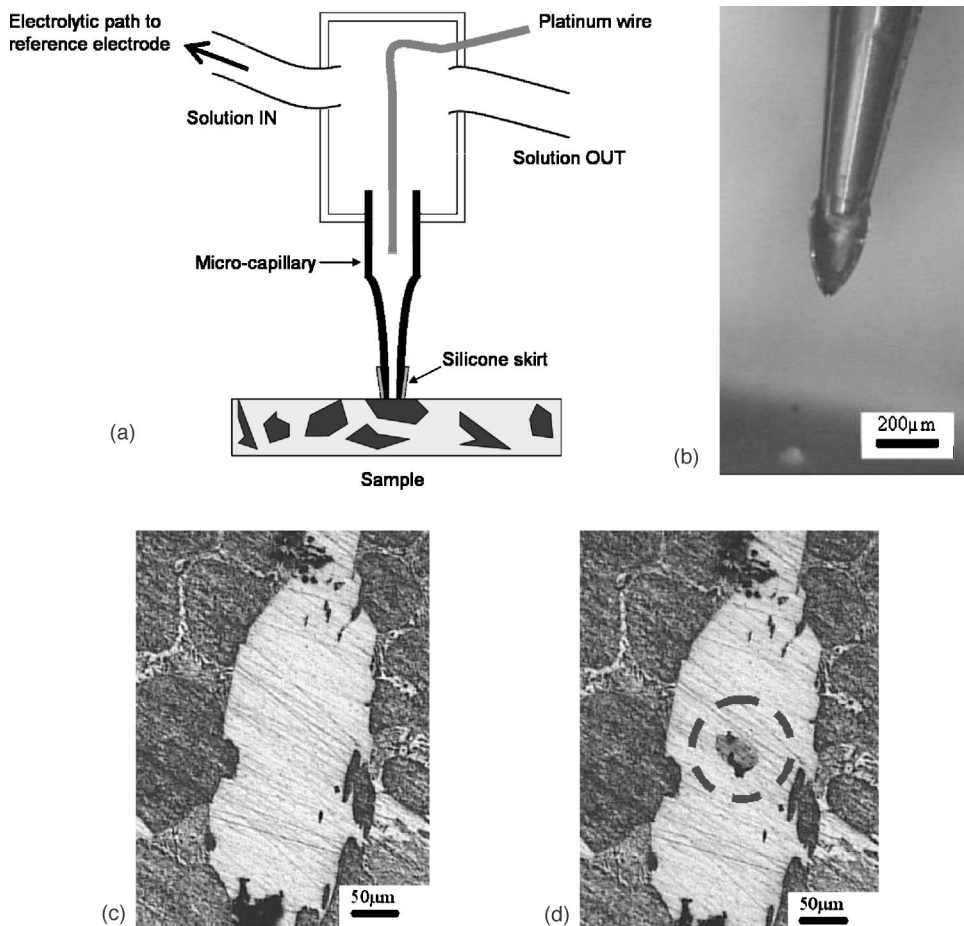 Electrolytic path to
reference electrode
Platinum wire
Solution IN
Solution OUT
Micro-capillary
Silicone skirt
(a)
Sample
200µm
(b)
50µm
(c)
50µm
(d)